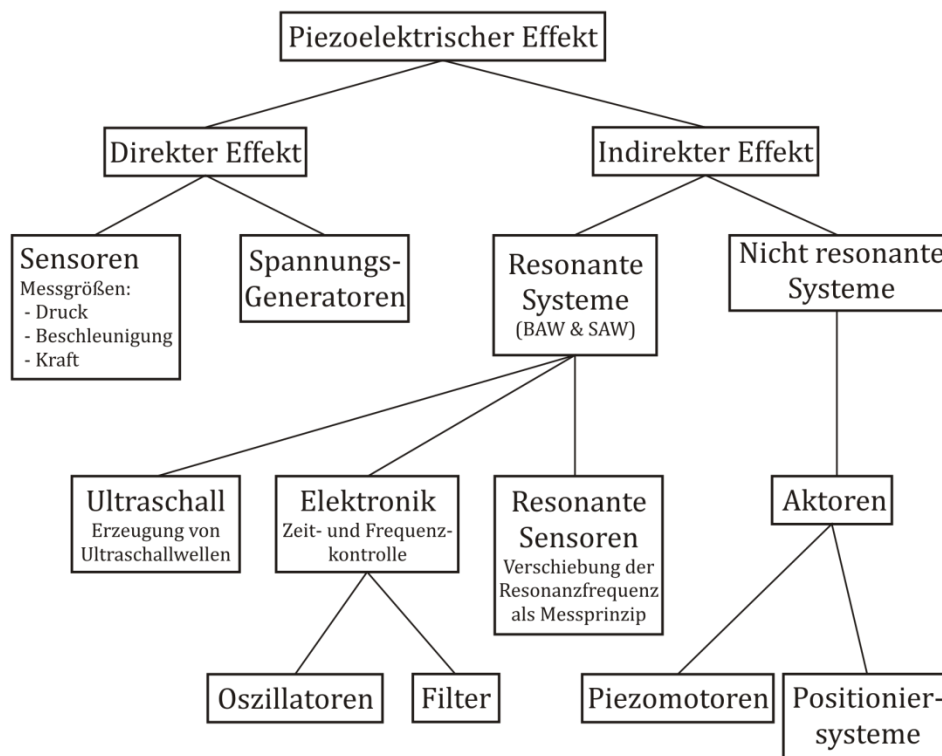 Piezoelektrischer Effekt
Direkter Effekt
Indirekter Effekt
Sensoren
Messgrößen:
- Druck
- Beschleunigung
- Kraft
Spannungs-
Generatoren
Resonante
Systeme
(BAW & SAW)
Nicht resonante
Systeme
Ultraschall
Erzeugung von
Ultraschallwellen
Elektronik
Zeit- und Frequenz-
kontrolle
Resonante
Sensoren
Verschiebung der
Resonanzfrequenz
als Messprinzip
Aktoren
Oszillatoren
Filter
Piezomotoren
Positionier-
systeme